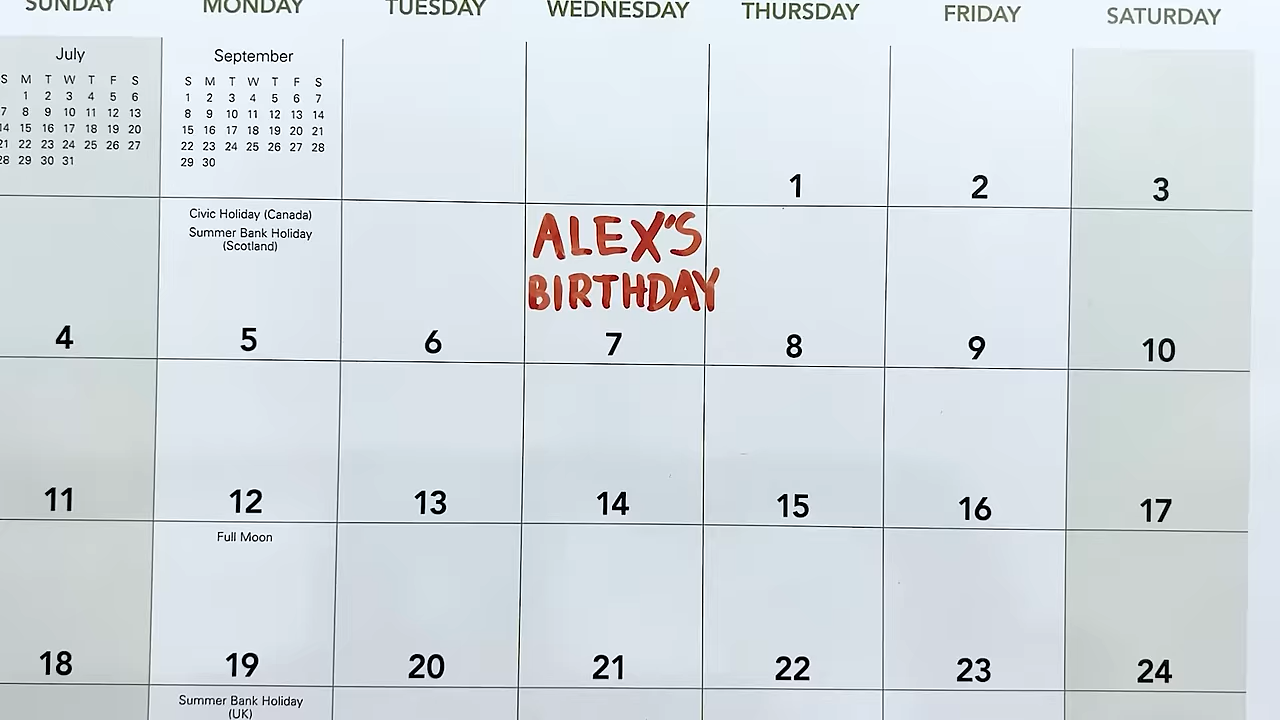 SUNDAY MONDAY TUESDAY WEDNESDAY THURSDAY FRIDAY SATURDAY
July
S M T W T F S
1 2 3 4 5 6
7 8 9 10 11 12 13
14 15 16 17 18 19 20
21 22 23 24 25 26 27
28 29 30 31
September
S M T W T F S
1 2 3 4 5 6 7
8 9 10 11 12 13 14
15 16 17 18 19 20 21
22 23 24 25 26 27 28
29 30
1 2 3
Civic Holiday (Canada)
Summer Bank Holiday
(Scotland)
ALEX'S
BIRTHDAY
4 5 6 7 8 9 10
11 12 13 14 15 16 17
Full Moon
18 19 20 21 22 23 24
Summer Bank Holiday
(UK)